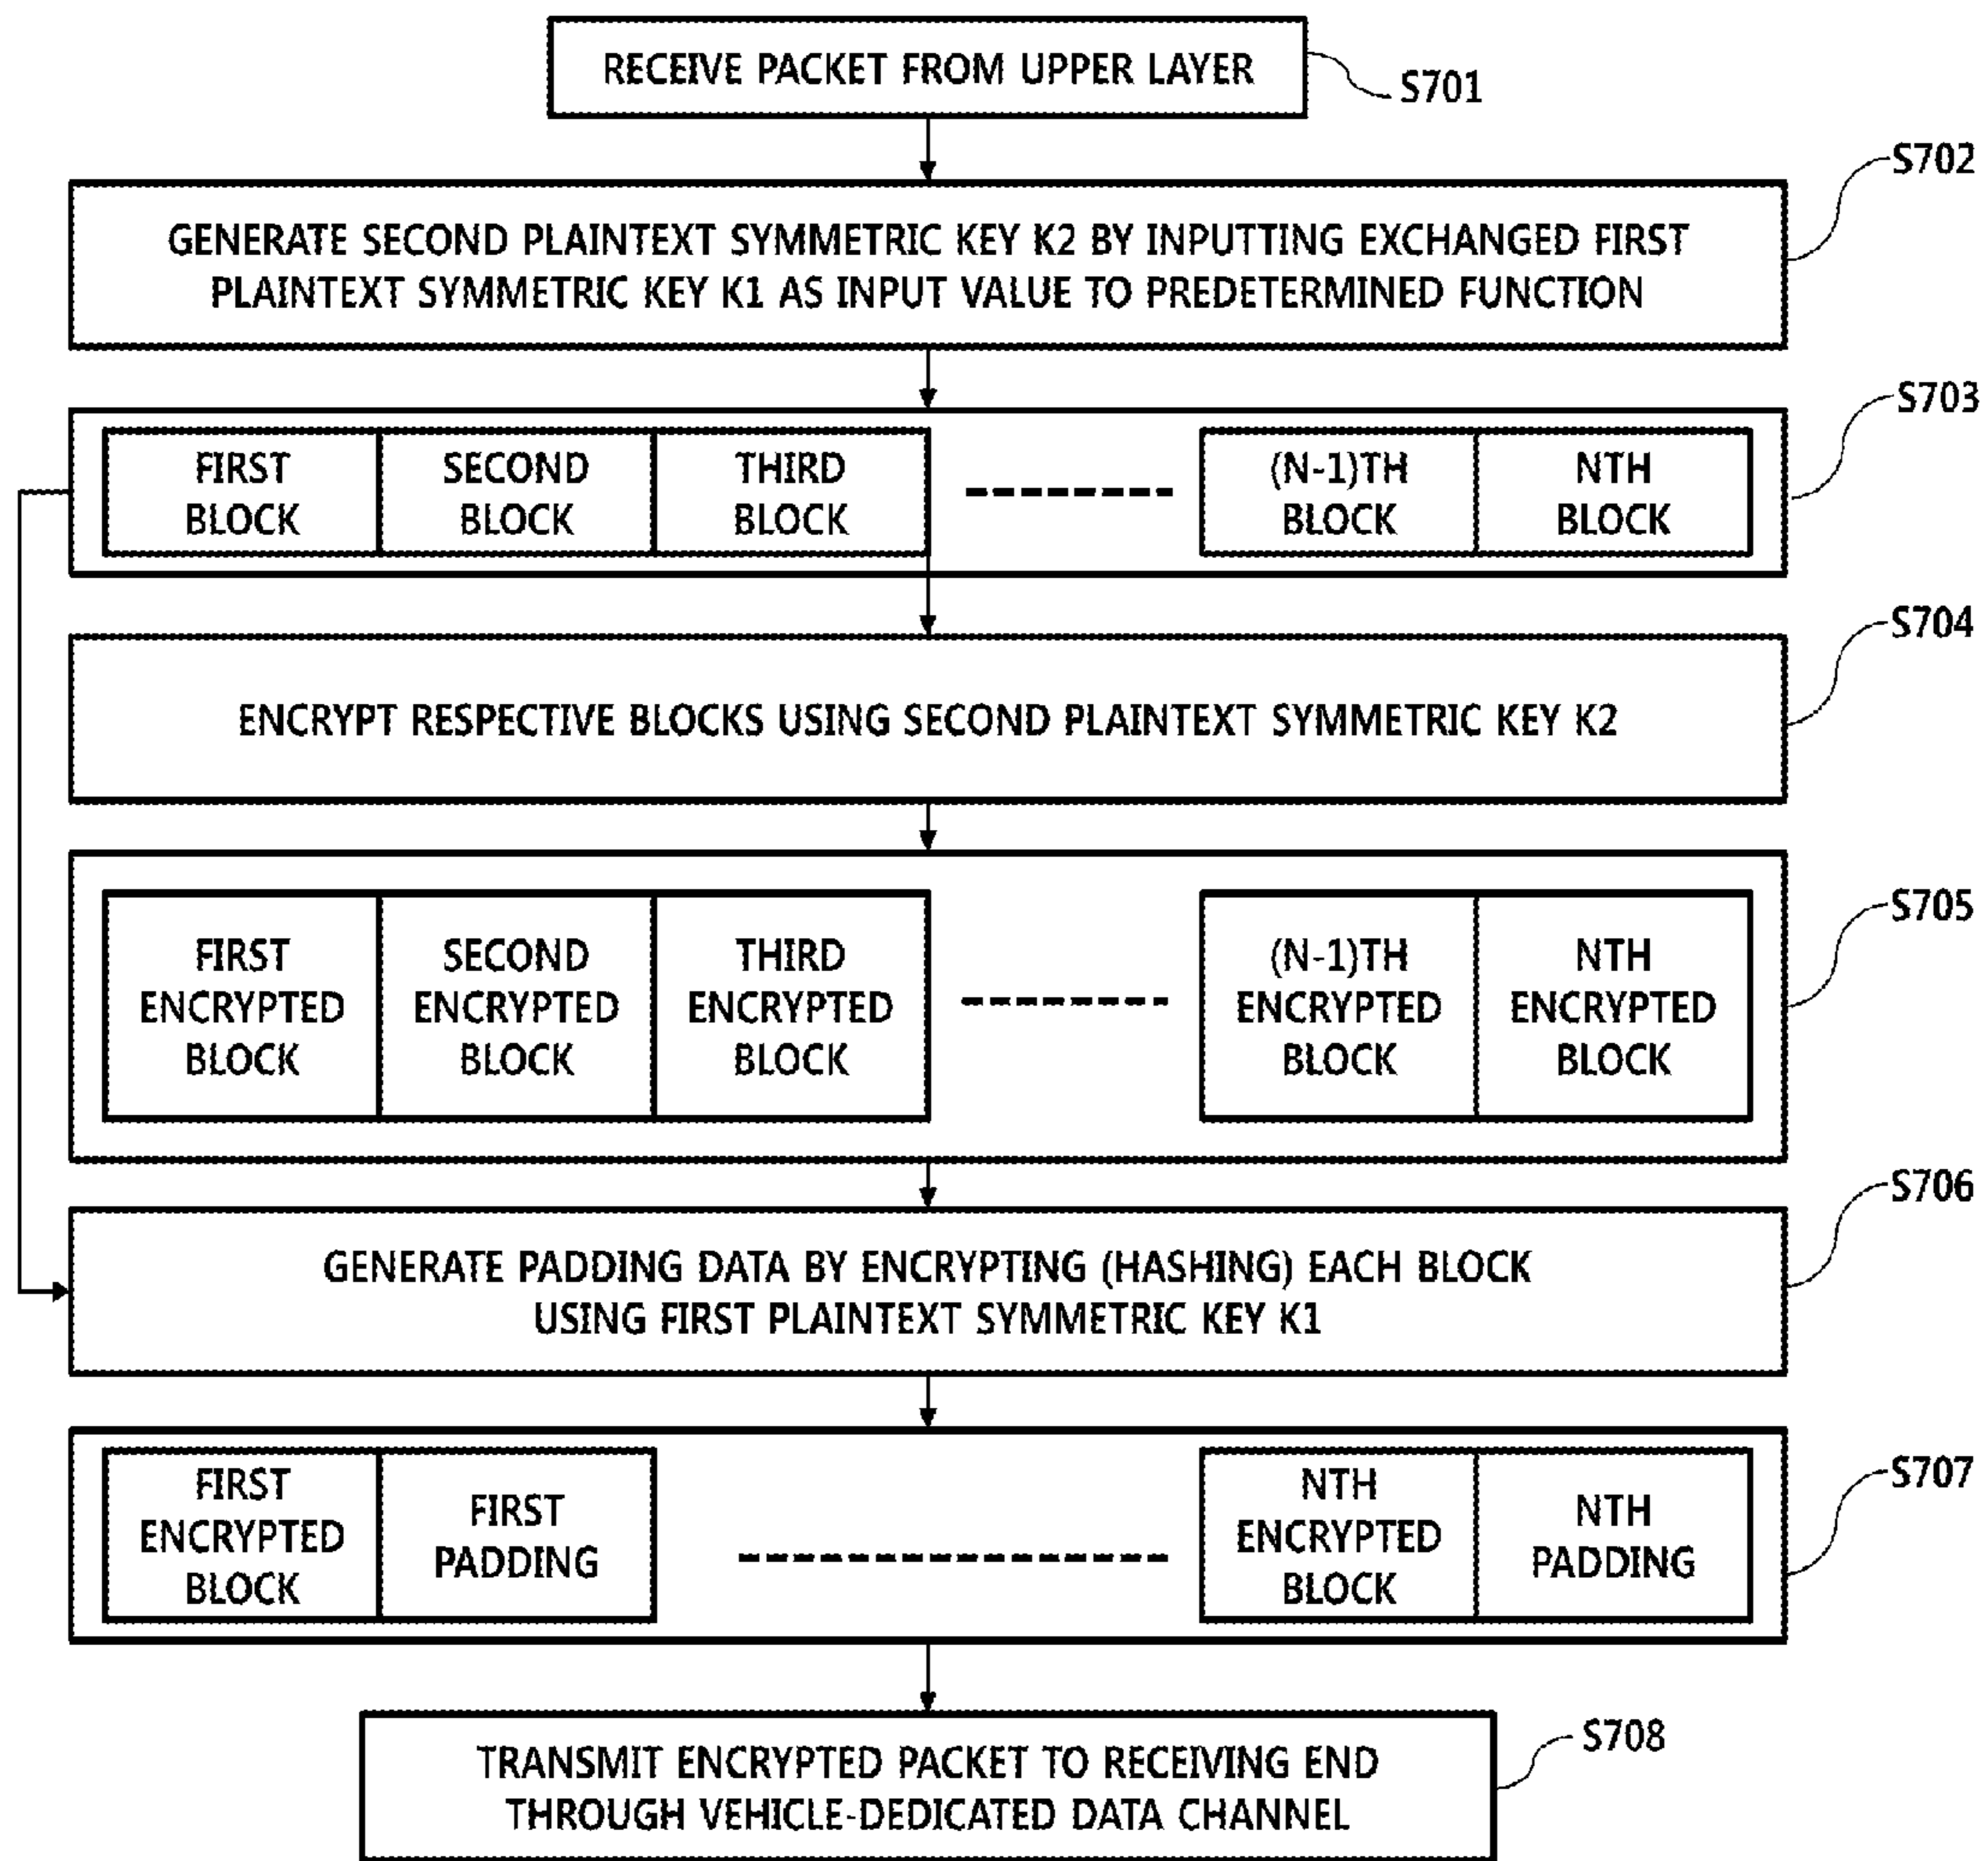 RECEIVE PACKET FROM UPPER LAYER
S701
S702
GENERATE SECOND PLAINTEXT SYMMETRIC KEY K2 BY INPUTTING EXCHANGED FIRST
PLAINTEXT SYMMETRIC KEY K1 AS INPUT VALUE TO PREDETERMINED FUNCTION
S703
FIRST
BLOCK
SECOND
BLOCK
THIRD
BLOCK
(N-1)TH
BLOCK
NTH
BLOCK
S704
ENCRYPT RESPECTIVE BLOCKS USING SECOND PLAINTEXT SYMMETRIC KEY K2
S705
FIRST
ENCRYPTED
BLOCK
SECOND
ENCRYPTED
BLOCK
THIRD
ENCRYPTED
BLOCK
(N-1)TH
ENCRYPTED
BLOCK
NTH
ENCRYPTED
BLOCK
S706
GENERATE PADDING DATA BY ENCRYPTING (HASHING) EACH BLOCK
USING FIRST PLAINTEXT SYMMETRIC KEY K1
S707
FIRST
ENCRYPTED
BLOCK
FIRST
PADDING
NTH
ENCRYPTED
BLOCK
NTH
PADDING
S708
TRANSMIT ENCRYPTED PACKET TO RECEIVING END
THROUGH VEHICLE-DEDICATED DATA CHANNEL